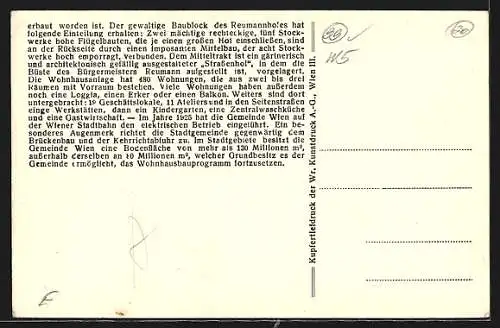 erbaut worden ist. Der gewaltige Baublock des Reumannhofes hat
folgende Einteilung erhalten: Zwei mächtige rechteckige, fünf Stock-
werke hohe Flügelbauten, die je einen großen Hof einschließen, sind
an der Rückseite durch einen imposanten Mittelbau, der acht Stock-
werke hoch emporragt, verbunden. Dem Mitteltrakt ist ein gärtnerisch
und architektonisch gefällig ausgestalteter „Straßenhof", in dem die
Büste des Bürgermeisters Reumann aufgestellt ist, vorgelagert.
Die Wohnhausanlage hat 480 Wohnungen, die aus zwei bis drei
Räumen mit Vorraum bestehen. Viele Wohnungen haben außerdem
noch eine Loggia, einen Erker oder einen Balkon. Weiters sind dort
untergebracht: 19 Geschäftslokale, 11 Ateliers und in den Seitenstraßen
einige Werkstätten, dann ein Kindergarten, eine Zentralwaschküche
und eine Gastwirtschaft. — Im Jahre 1925 hat die Gemeinde Wien auf
der Wiener Stadtbahn den elektrischen Betrieb eingeführt. Ein be-
sonderes Augenmerk richtet die Stadtgemeinde gegenwärtig dem
Brückenbau und der Kehrrichtabfuhr zu. Im Stadtgebiete besitzt die
Gemeinde Wien eine Bodenfläche von mehr als 130 Millionen m²,
außerhalb derselben an 10 Millionen m², welcher Grundbesitz es der
Gemeinde ermöglicht, das Wohnhausbauprogramm fortzusetzen.
Kupfertiefdruck der Wr. Kunstdruck A.-G., Wien III.
W5
E